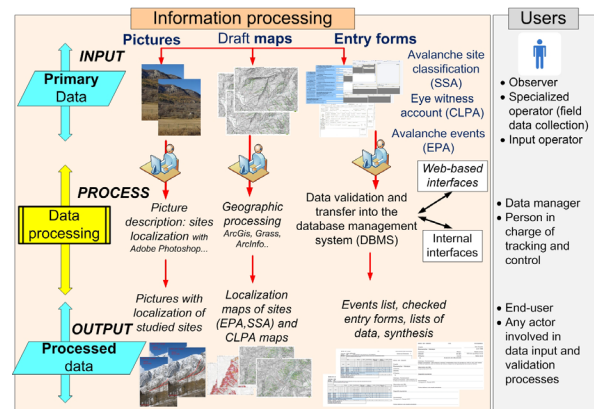 Information processing
Users
INPUT
Pictures
Draft maps
Entry forms
Primary
Data
Avalanche site
classification
(SSA)
Eye witness
account (CLPA)
Avalanche events
(EPA)
• Observer
• Specialized
operator (field
data collection)
• Input operator
PROCESS
Data
processing
Picture
description: sites
localization with
Adobe Photoshop...
Geographic
processing
ArcGis, Grass,
ArcInfo..
Data validation and
transfer into the
database management
system (DBMS)
Web-based
interfaces
Internal
interfaces
• Data manager
• Person in
charge of
tracking and
control
OUTPUT
Processed
data
Pictures with
localization of
studied sites
Localization
maps of sites
(EPA,SSA) and
CLPA maps
Events list, checked
entry forms, lists of
data, synthesis
• End-user
• Any actor
involved in
data input and
validation
processes